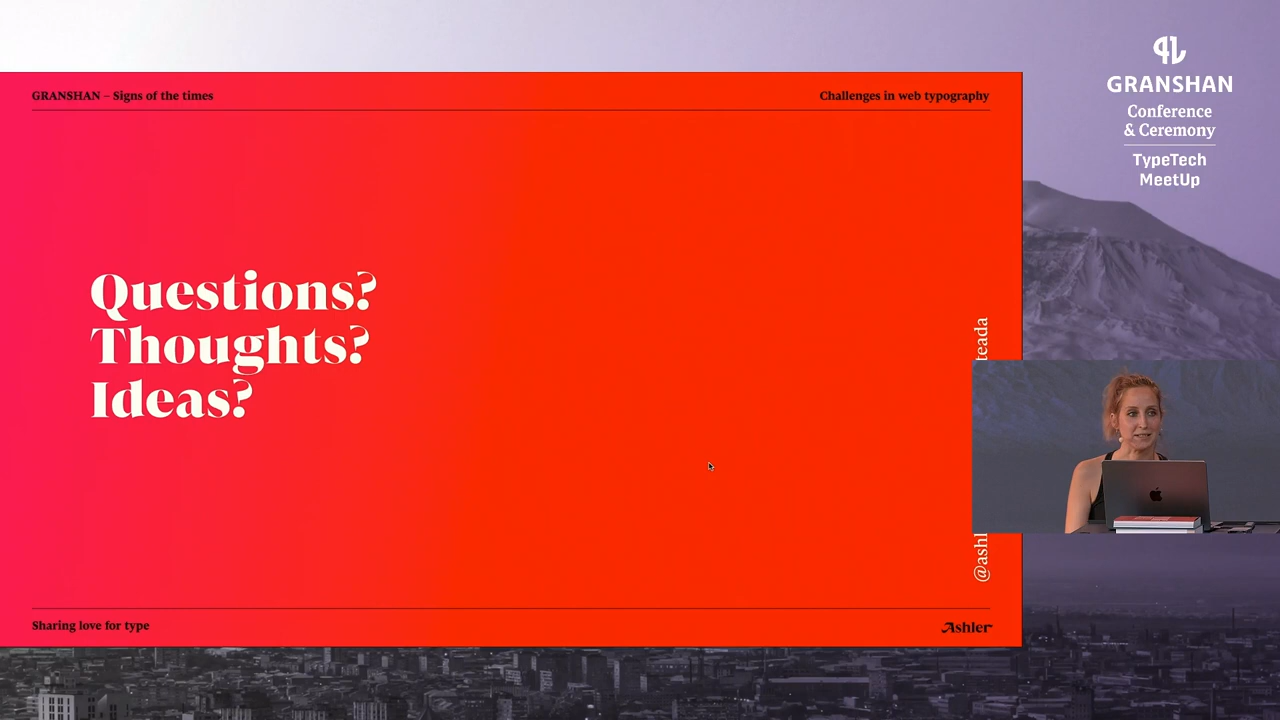 GRANSHAN – Signs of the times
Challenges in web typography
Questions?
Thoughts?
Ideas?
Sharing love for type
Ashler
GRANSHAN
Conference
& Ceremony
TypeTech
MeetUp